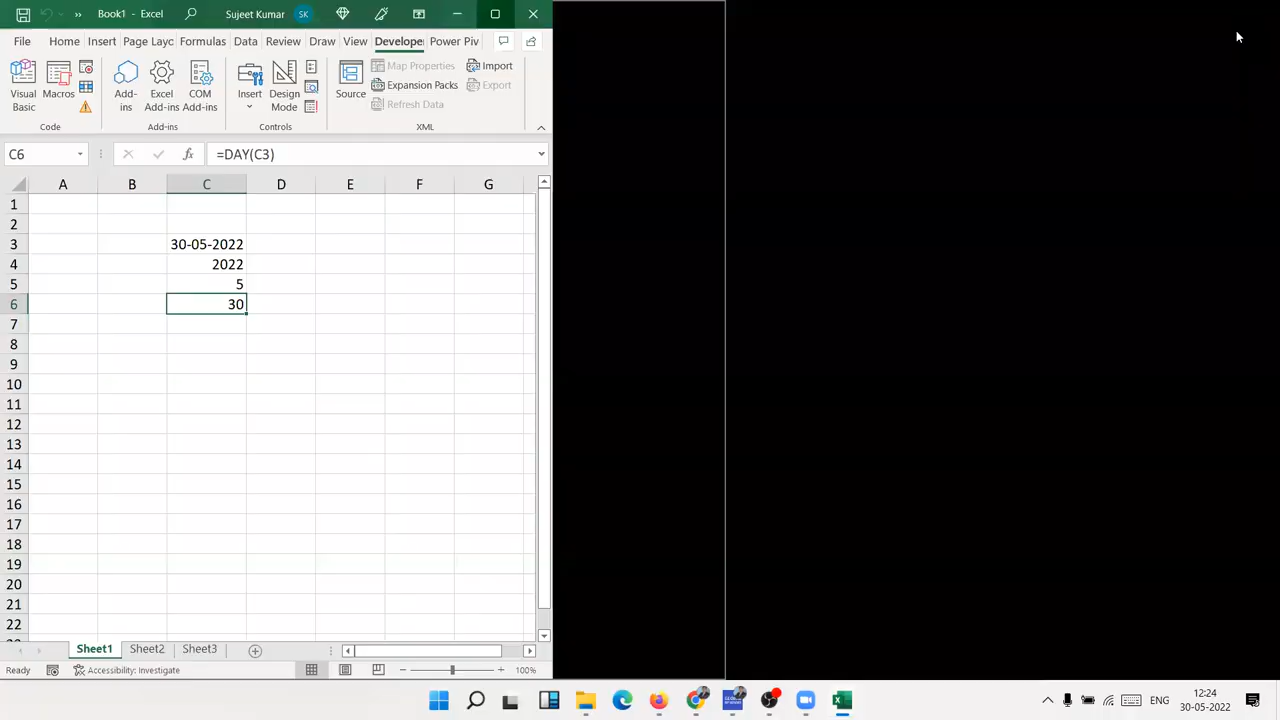 Book1 - Excel
Sujeet Kumar
SK
File Home Insert Page Layc Formulas Data Review Draw View Develope Power Piv
Visual Basic
Macros
Code
Add-ins
Excel Add-ins
COM Add-ins
Add-ins
Insert
Design Mode
Controls
Source
Map Properties
Expansion Packs
Refresh Data
Import
Export
XML
C6
fx
=DAY(C3)
A B C D E F G
1
2
3 30-05-2022
4 2022
5 5
6 30
7
8
9
10
11
12
13
14
15
16
17
18
19
20
21
22
Sheet1 Sheet2 Sheet3
Ready
Accessibility: Investigate
100%
ENG
12:24
30-05-2022